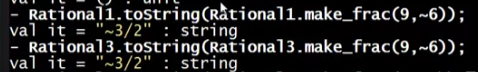 - Rational1.toString(Rational1.make_frac(9,~6));
val it = "~3/2" : string
- Rational3.toString(Rational3.make_frac(9,~6));
val it = "~3/2" : string